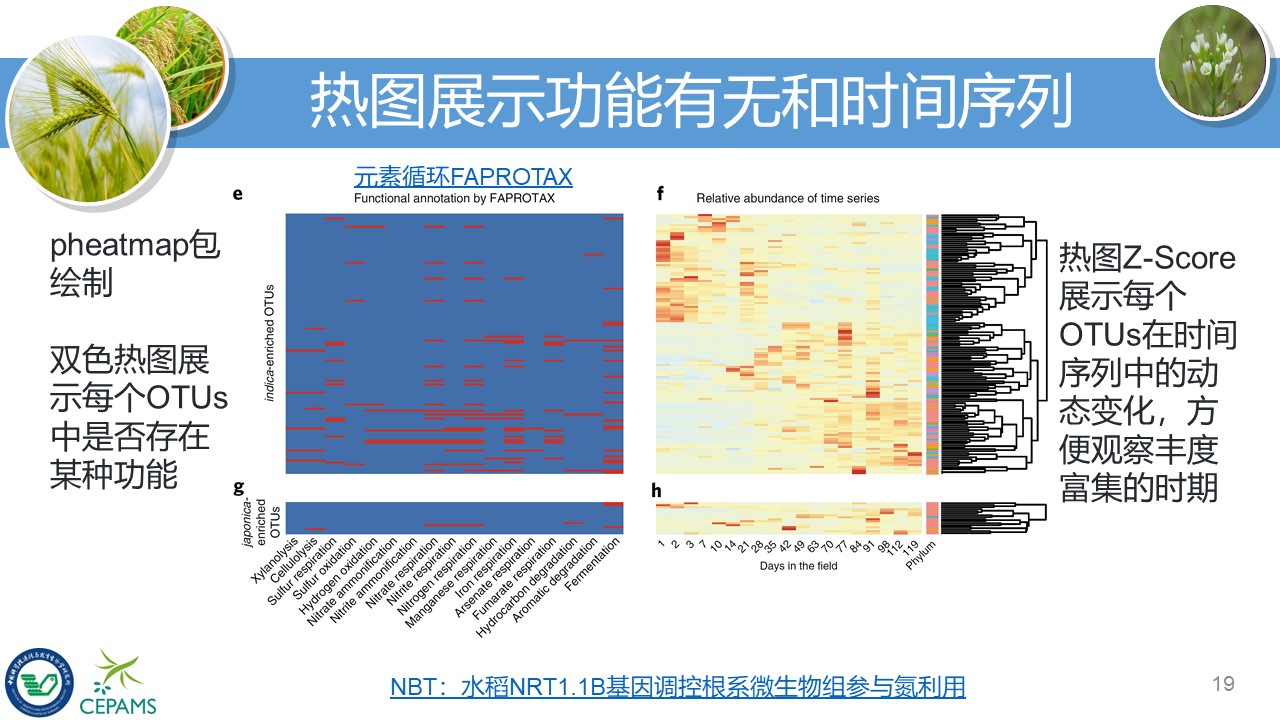 热图展示功能有无和时间序列
元素循环FAPROTAX
e
Functional annotation by FAPROTAX
f
Relative abundance of time series
pheatmap包
绘制
双色热图展
示每个OTUs
中是否存在
某种功能
indica-enriched OTUs
热图Z-Score
展示每个
OTUs在时间
序列中的动
态变化，方
便观察丰度
富集的时期
g
japonica-
enriched
OTUs
h
Xylanolysis
Cellulolysis
Sulfur respiration
Sulfur oxidation
Hydrogen oxidation
Nitrate ammonification
Nitrite ammonification
Nitrate respiration
Nitrite respiration
Nitrogen respiration
Manganese respiration
Iron respiration
Arsenate respiration
Fumarate respiration
Hydrocarbon degradation
Aromatic degradation
Fermentation
1 2 3 7 10 14 21 28 35 42 49 63 70 77 84 91 98 112 119 Phylum
Days in the field
CEPAMS
NBT：水稻NRT1.1B基因调控根系微生物组参与氮利用
19